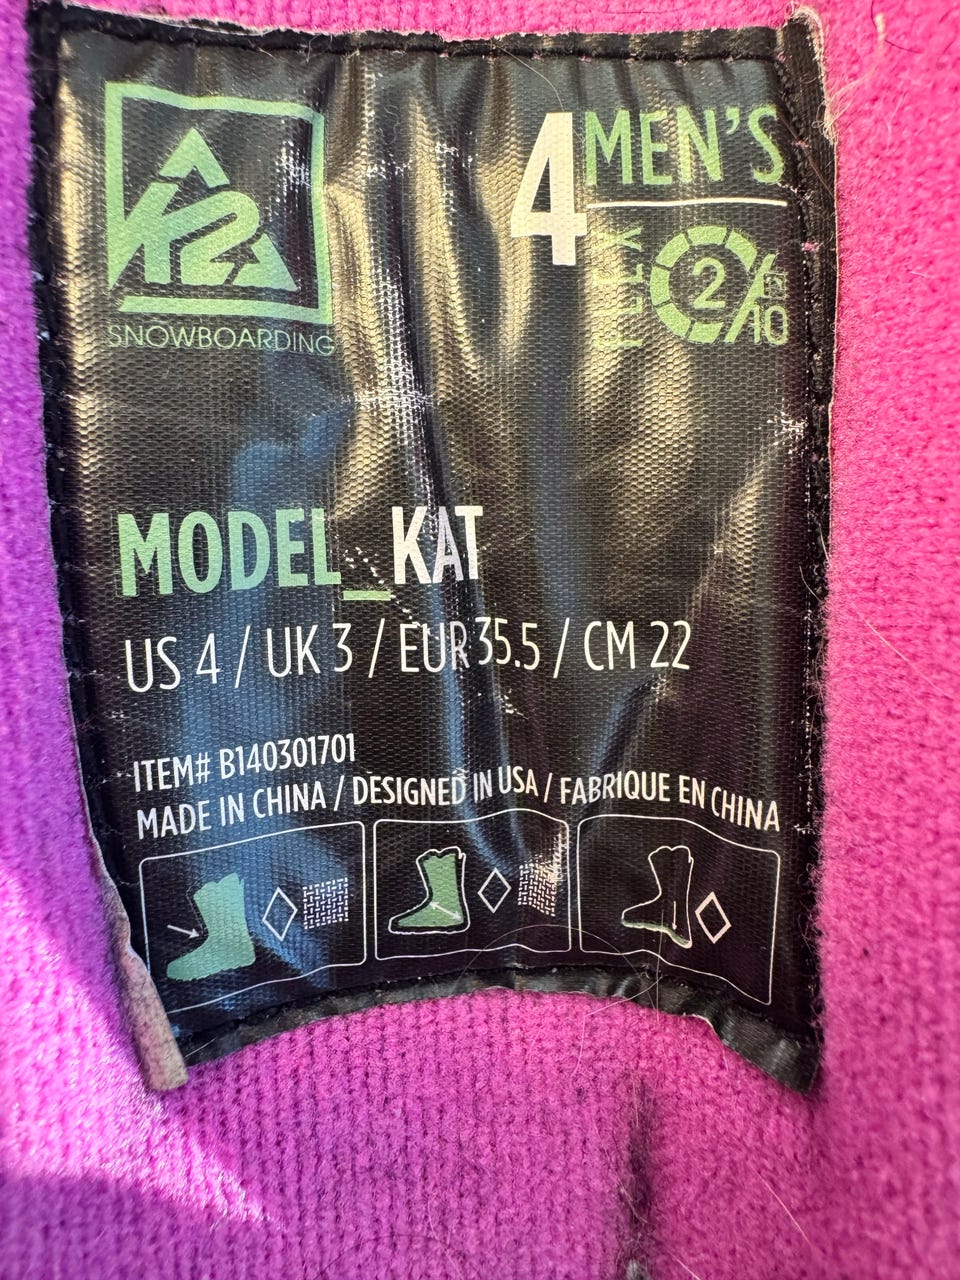 K2
SNOWBOARDING
4 MEN'S
FLEX 2/10
MODEL_KAT
US 4 / UK 3 / EUR 35.5 / CM 22
ITEM# B140301701
MADE IN CHINA / DESIGNED IN USA / FABRIQUE EN CHINA